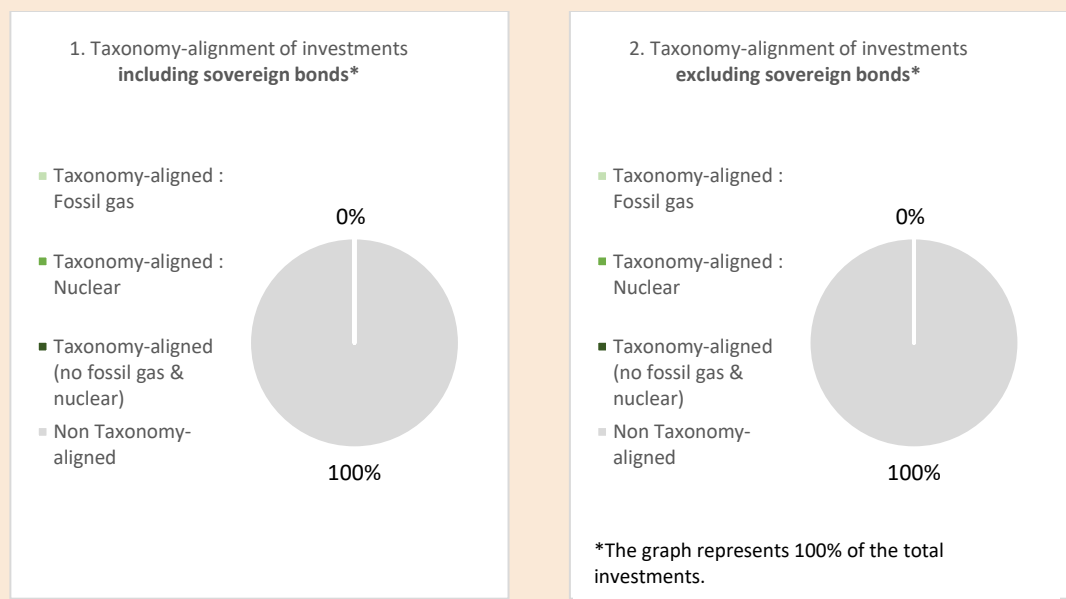 1. Taxonomy-alignment of investments
including sovereign bonds*
Taxonomy-aligned :
Fossil gas
Taxonomy-aligned :
Nuclear
Taxonomy-aligned
(no fossil gas &
nuclear)
Non Taxonomy-
aligned
0%
100%
2. Taxonomy-alignment of investments
excluding sovereign bonds*
Taxonomy-aligned :
Fossil gas
Taxonomy-aligned :
Nuclear
Taxonomy-aligned
(no fossil gas &
nuclear)
Non Taxonomy-
aligned
0%
100%
*The graph represents 100% of the total
investments.